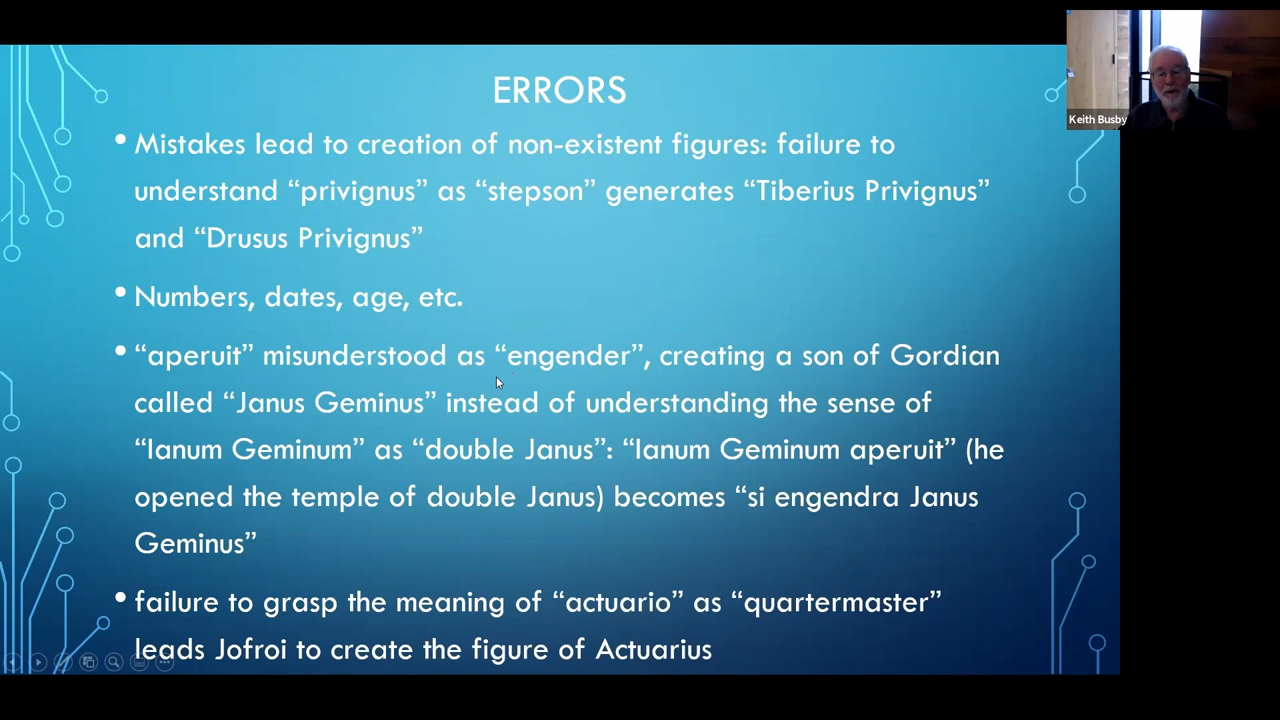 ERRORS
• Mistakes lead to creation of non-existent figures: failure to
understand “privignus” as “stepson” generates “Tiberius Privignus”
and “Drusus Privignus”
• Numbers, dates, age, etc.
• “aperuit” misunderstood as “engender”, creating a son of Gordian
called “Janus Geminus” instead of understanding the sense of
“Ianum Geminum” as “double Janus”: “Ianum Geminum aperuit” (he
opened the temple of double Janus) becomes “si engendra Janus
Geminus”
• failure to grasp the meaning of “actuario” as “quartermaster”
leads Jofroi to create the figure of Actuarius
Keith Busby